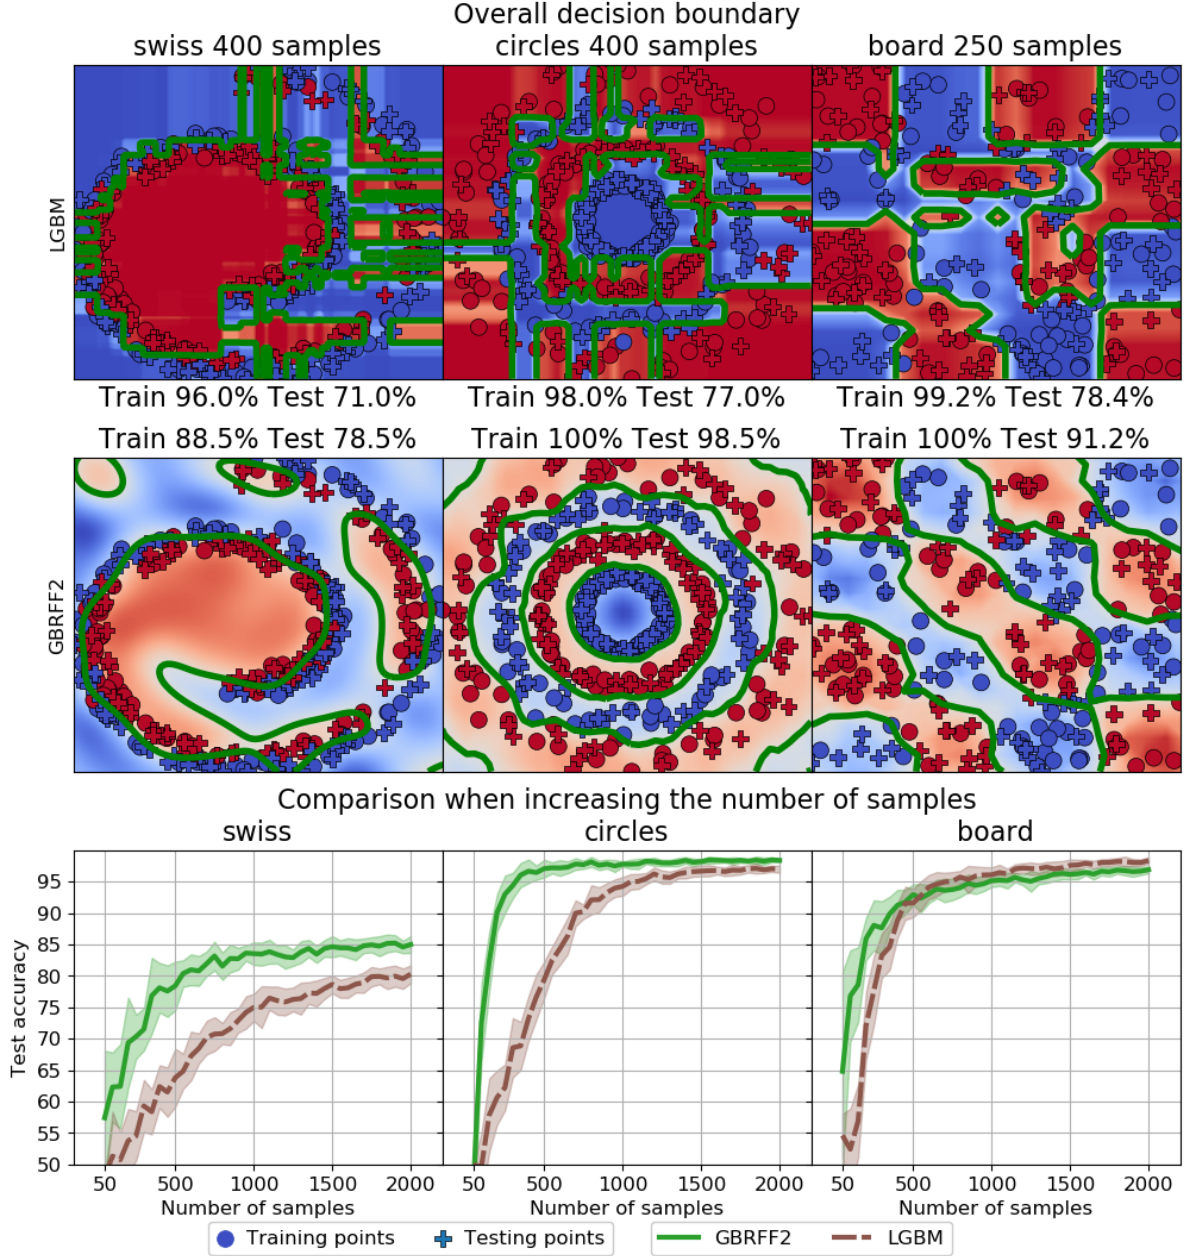 Overall decision boundary
swiss 400 samples circles 400 samples board 250 samples
LGBM
Train 96.0% Test 71.0% Train 98.0% Test 77.0% Train 99.2% Test 78.4%
Train 88.5% Test 78.5% Train 100% Test 98.5% Train 100% Test 91.2%
GBRFF2
Comparison when increasing the number of samples
swiss circles board
Test accuracy
95
90
85
80
75
70
65
60
55
50
50 500 1000 1500 2000 50 500 1000 1500 2000 50 500 1000 1500 2000
Number of samples Number of samples Number of samples
Training points Testing points GBRFF2 LGBM